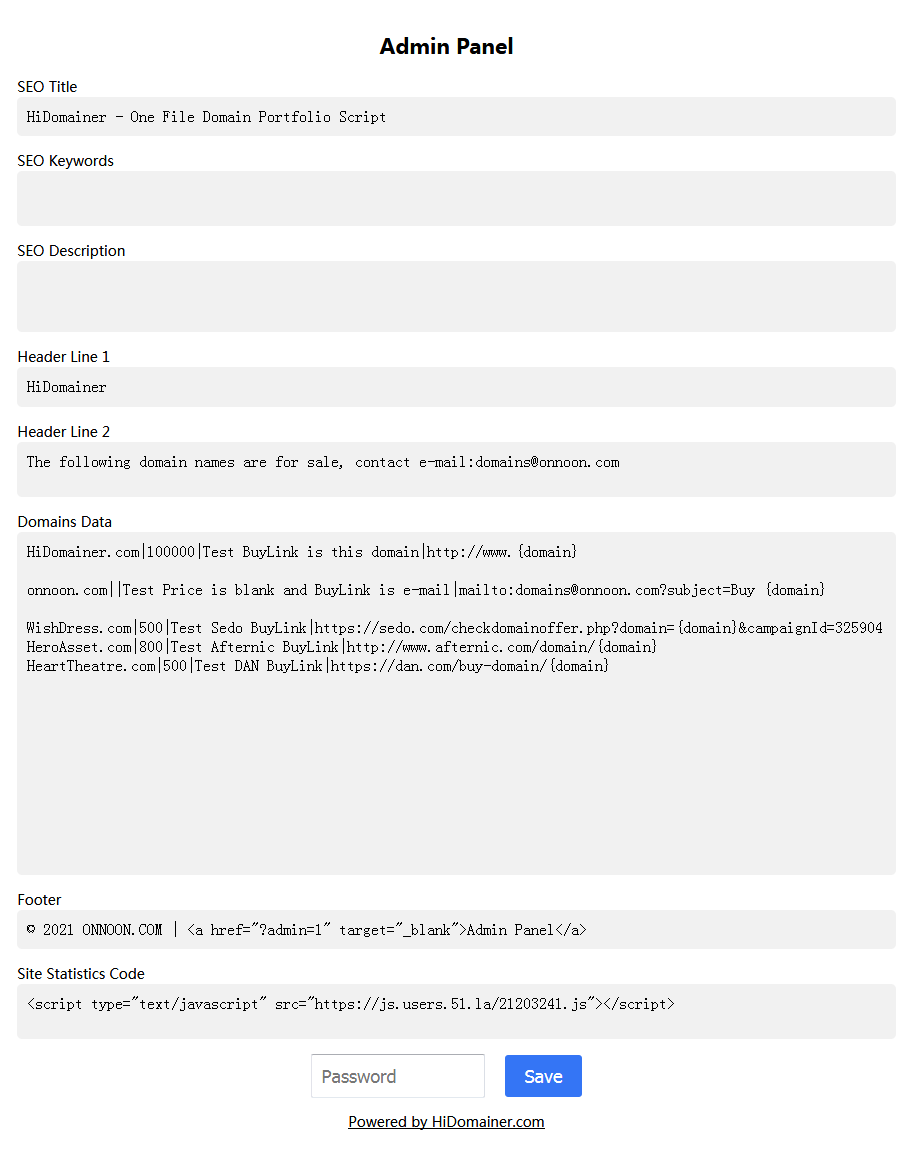 Admin Panel
SEO Title
HiDomainer - One File Domain Portfolio Script
SEO Keywords
SEO Description
Header Line 1
HiDomainer
Header Line 2
The following domain names are for sale, contact e-mail:domains@onnoon.com
Domains Data
HiDomainer.com|100000|Test BuyLink is this domain|http://www.{domain}
onnoon.com||Test Price is blank and BuyLink is e-mail|mailto:domains@onnoon.com?subject=Buy {domain}
WishDress.com|500|Test Sedo BuyLink|https://sedo.com/checkdomainoffer.php?domain={domain}&campaignId=325904
HeroAsset.com|800|Test Afternic BuyLink|http://www.afternic.com/domain/{domain}
HeartTheatre.com|500|Test DAN BuyLink|https://dan.com/buy-domain/{domain}
Footer
© 2021 ONNOON.COM | <a href="?admin=1" target="_blank">Admin Panel</a>
Site Statistics Code
<script type="text/javascript" src="https://js.users.51.la/21203241.js"></script>
Password
Save
Powered by HiDomainer.com